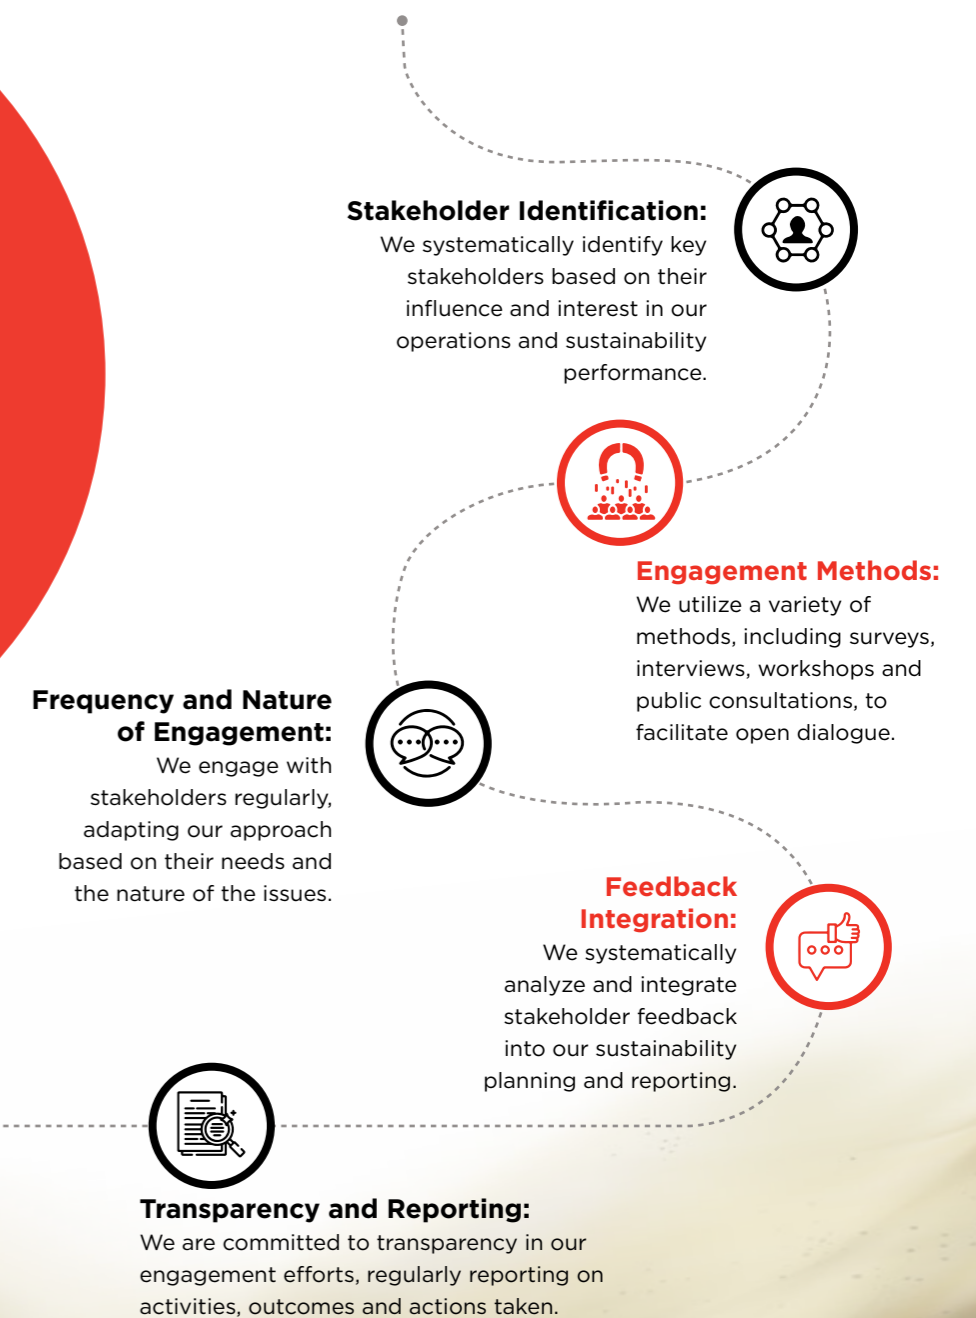 Stakeholder Identification:
We systematically identify key
stakeholders based on their
influence and interest in our
operations and sustainability
performance.
Engagement Methods:
We utilize a variety of
methods, including surveys,
interviews, workshops and
public consultations, to
facilitate open dialogue.
Frequency and Nature
of Engagement:
We engage with
stakeholders regularly,
adapting our approach
based on their needs and
the nature of the issues.
Feedback
Integration:
We systematically
analyze and integrate
stakeholder feedback
into our sustainability
planning and reporting.
Transparency and Reporting:
We are committed to transparency in our
engagement efforts, regularly reporting on
activities, outcomes and actions taken.